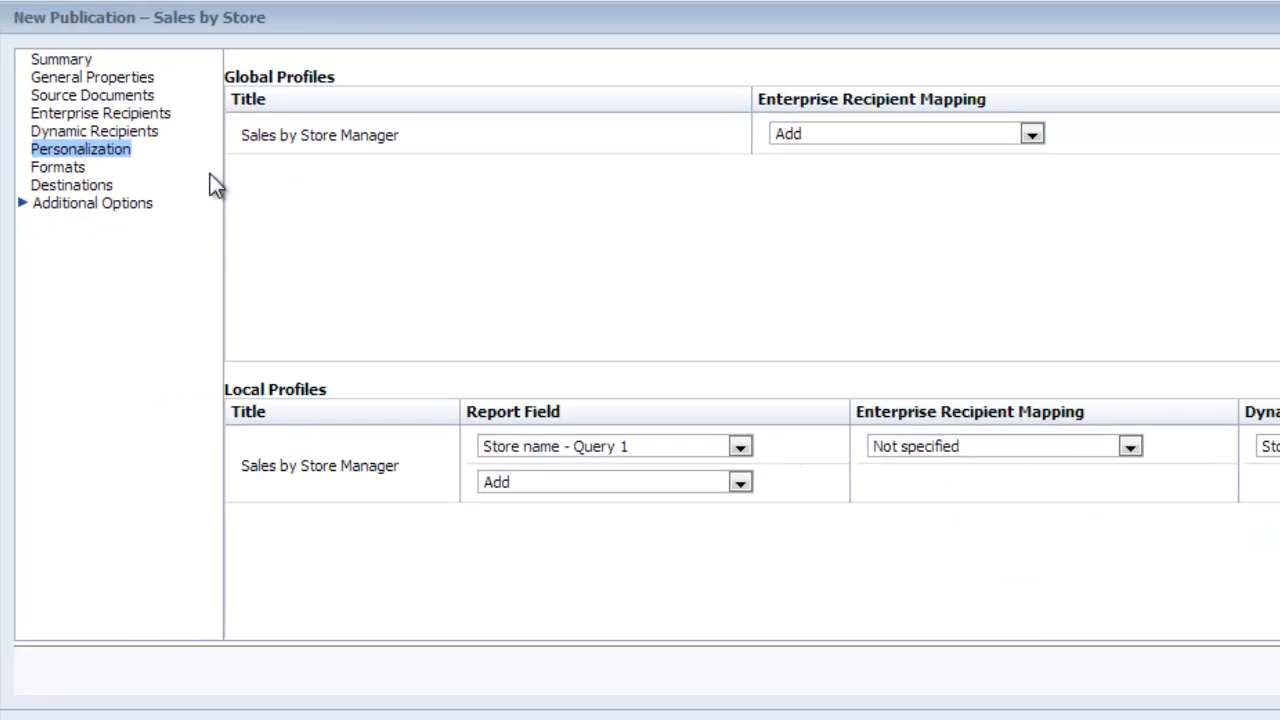 New Publication – Sales by Store
Summary
General Properties
Source Documents
Enterprise Recipients
Dynamic Recipients
Personalization
Formats
Destinations
Additional Options
Global Profiles
Title Enterprise Recipient Mapping
Sales by Store Manager Add
Local Profiles
Title Report Field Enterprise Recipient Mapping
Sales by Store Manager
Store name - Query 1 Not specified
Add